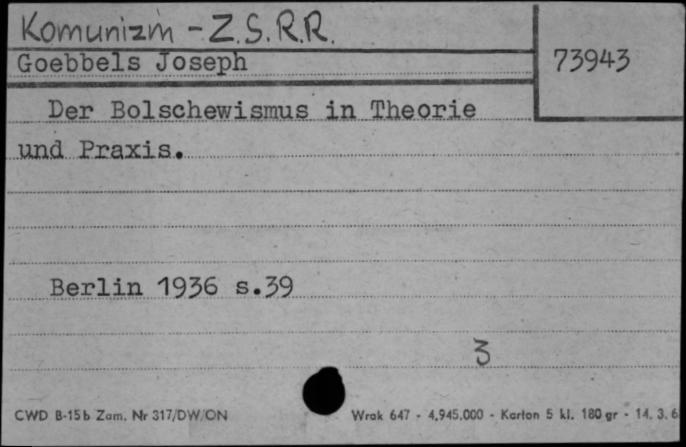 Komunizm - Z.S.R.R.
Goebbels Joseph
73943
Der Bolschewismus in Theorie
und Praxis.
Berlin 1936 s.39
3
CWD B-15b Zam. Nr 317/DW/ON Wrak 647 - 4,945.000 - Karton 5 kl. 180 gr - 14. 3. 6